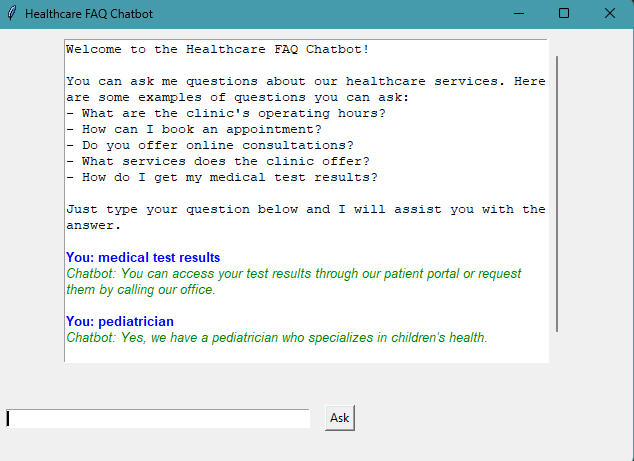 Healthcare FAQ Chatbot
Welcome to the Healthcare FAQ Chatbot!
You can ask me questions about our healthcare services. Here
are some examples of questions you can ask:
- What are the clinic's operating hours?
- How can I book an appointment?
- Do you offer online consultations?
- What services does the clinic offer?
- How do I get my medical test results?
Just type your question below and I will assist you with the
answer.
You: medical test results
Chatbot: You can access your test results through our patient portal or request
them by calling our office.
You: pediatrician
Chatbot: Yes, we have a pediatrician who specializes in children's health.
Ask